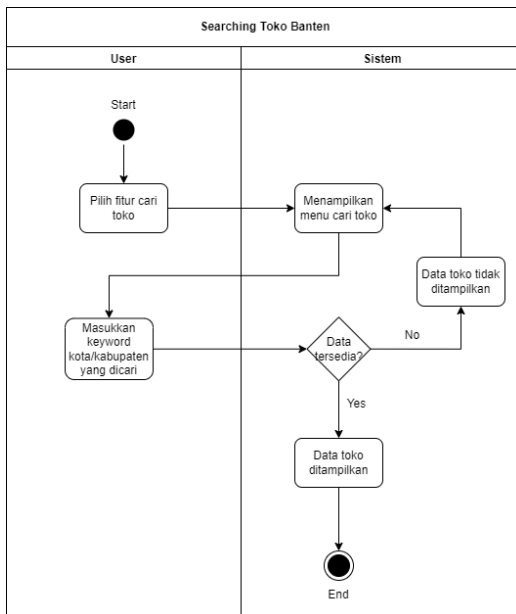 Searching Toko Banten
User
Sistem
Start
Pilih fitur cari
toko
Menampilkan
menu cari toko
Data toko tidak
ditampilkan
Masukkan
keyword
kota/kabupaten
yang dicari
Data
tersedia?
No
Yes
Data toko
ditampilkan
End